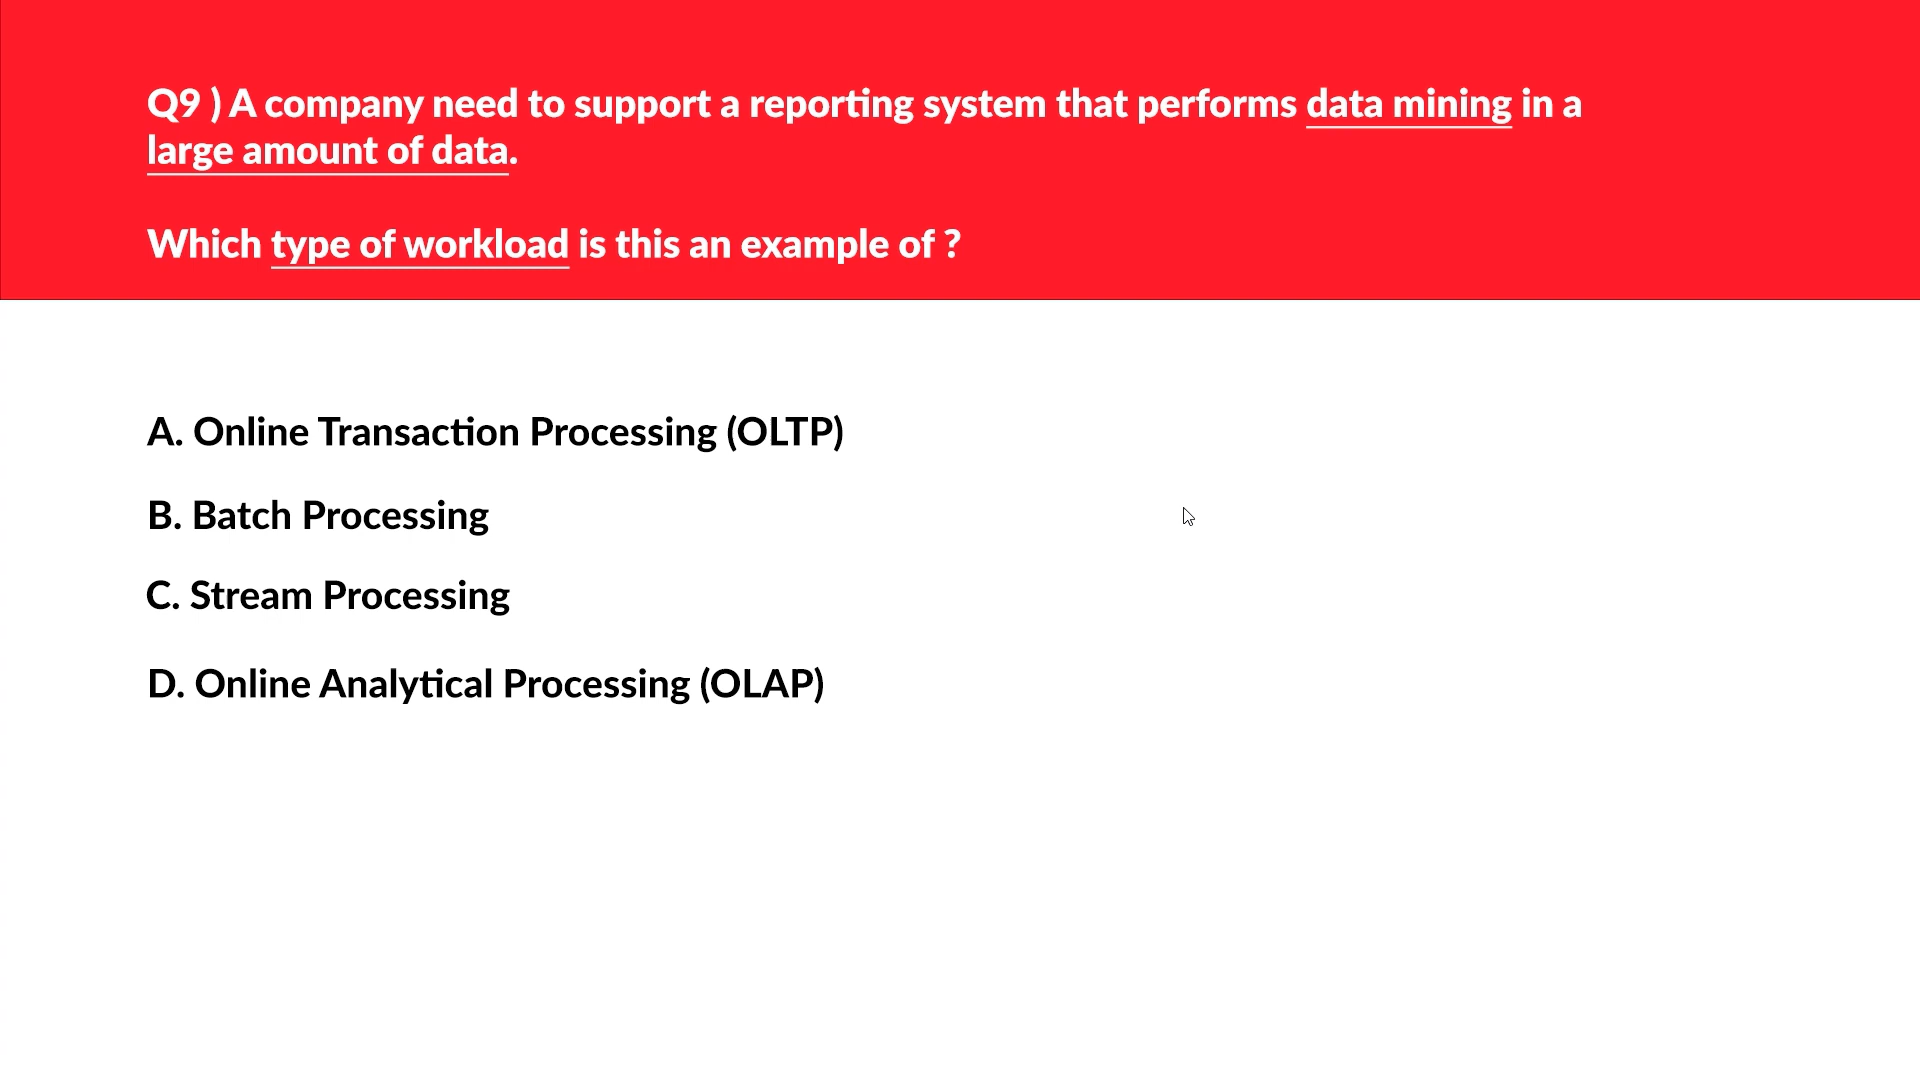 Q9 ) A company need to support a reporting system that performs data mining in a
large amount of data.
Which type of workload is this an example of ?
A. Online Transaction Processing (OLTP)
B. Batch Processing
C. Stream Processing
D. Online Analytical Processing (OLAP)